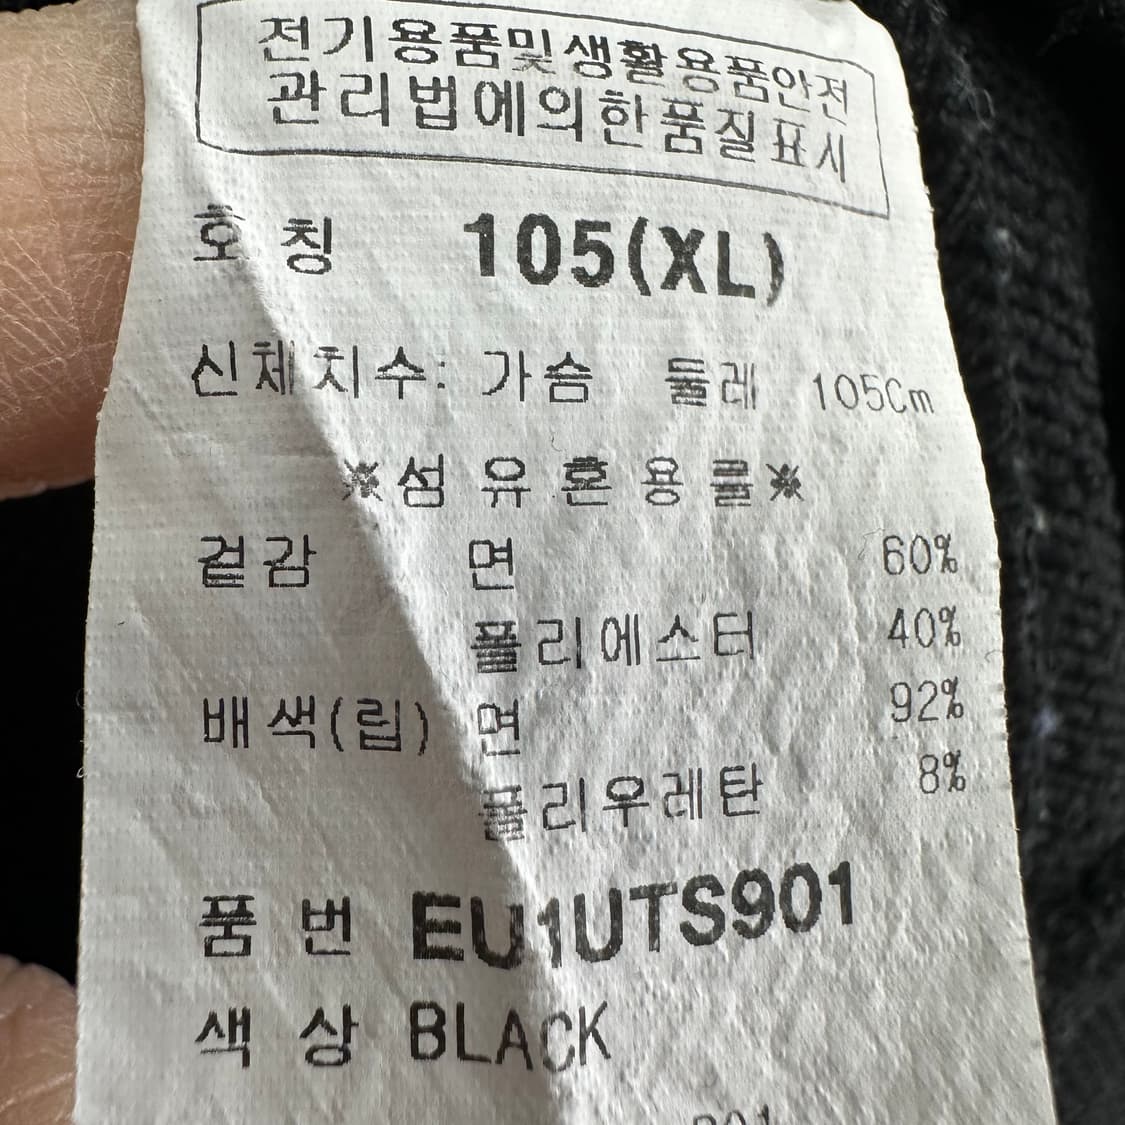 전기용품및생활용품안전
관리법에의한품질표시
호 칭 105(XL)
신체치수: 가슴 둘레 105Cm
※섬 유 혼 용 률※
겉감 면 60%
폴리에스터 40%
배색(립) 면 92%
폴리우레탄 8%
품 번 EU1UTS901
색 상 BLACK